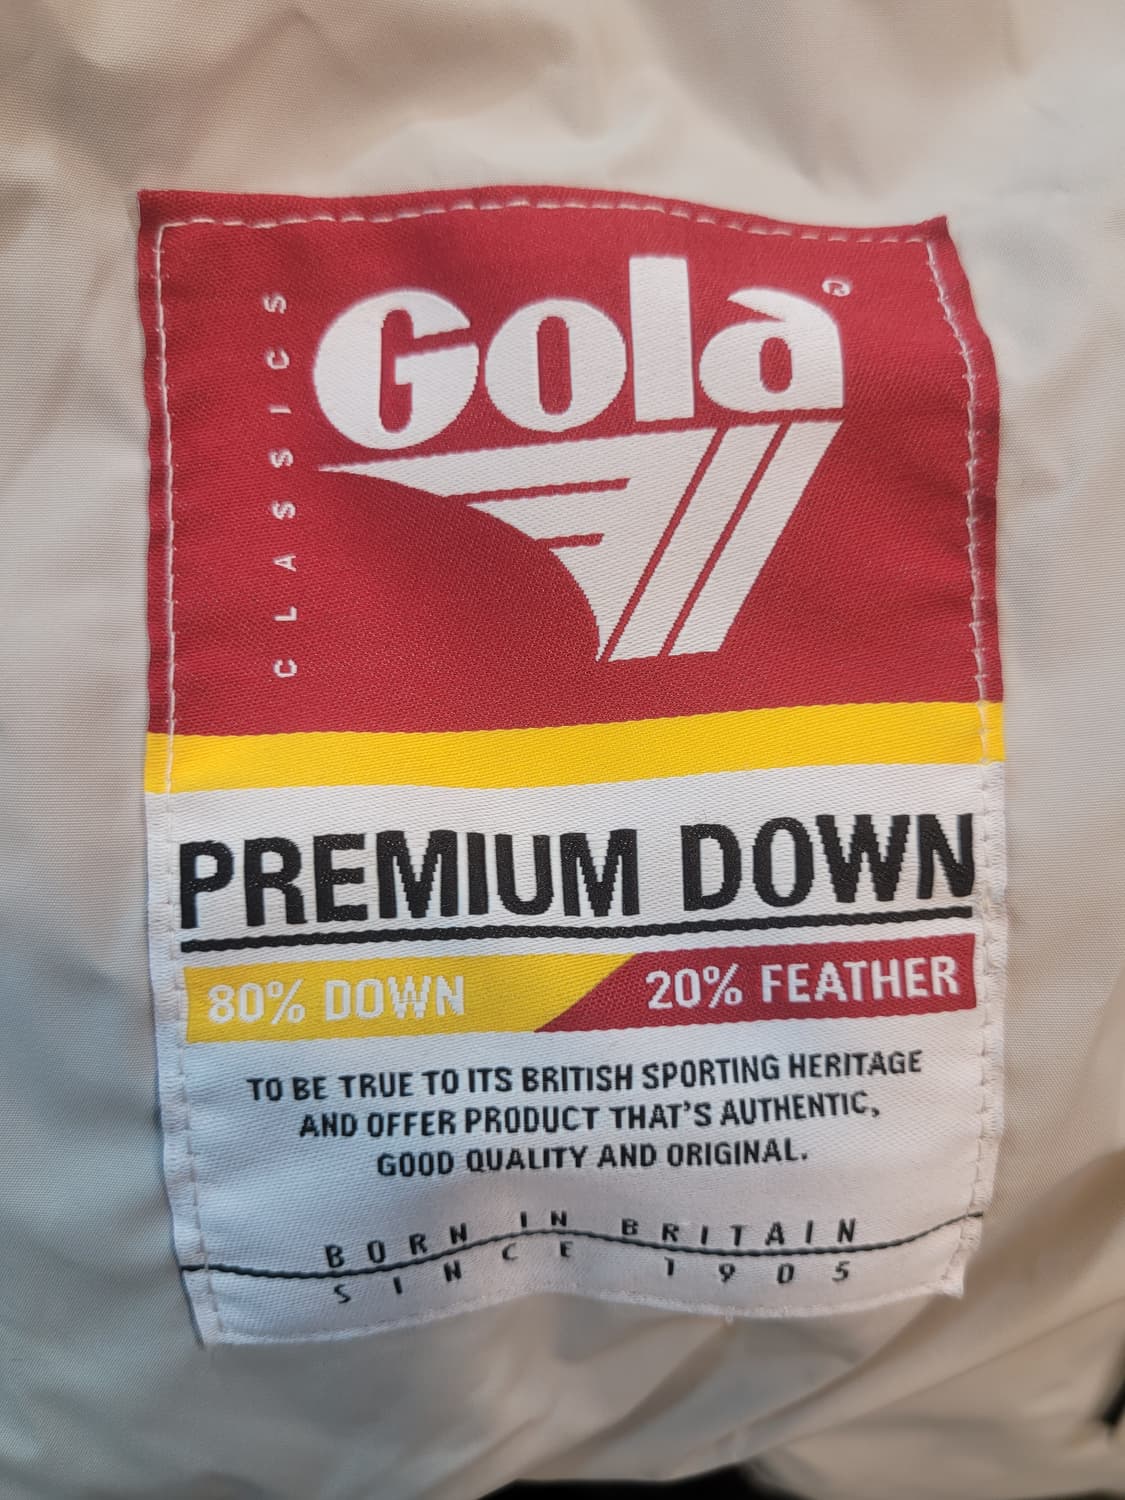 CLASSICS
Gola®
PREMIUM DOWN
80% DOWN 20% FEATHER
TO BE TRUE TO ITS BRITISH SPORTING HERITAGE
AND OFFER PRODUCT THAT'S AUTHENTIC,
GOOD QUALITY AND ORIGINAL.
BORN IN BRITAIN
SINCE 1905